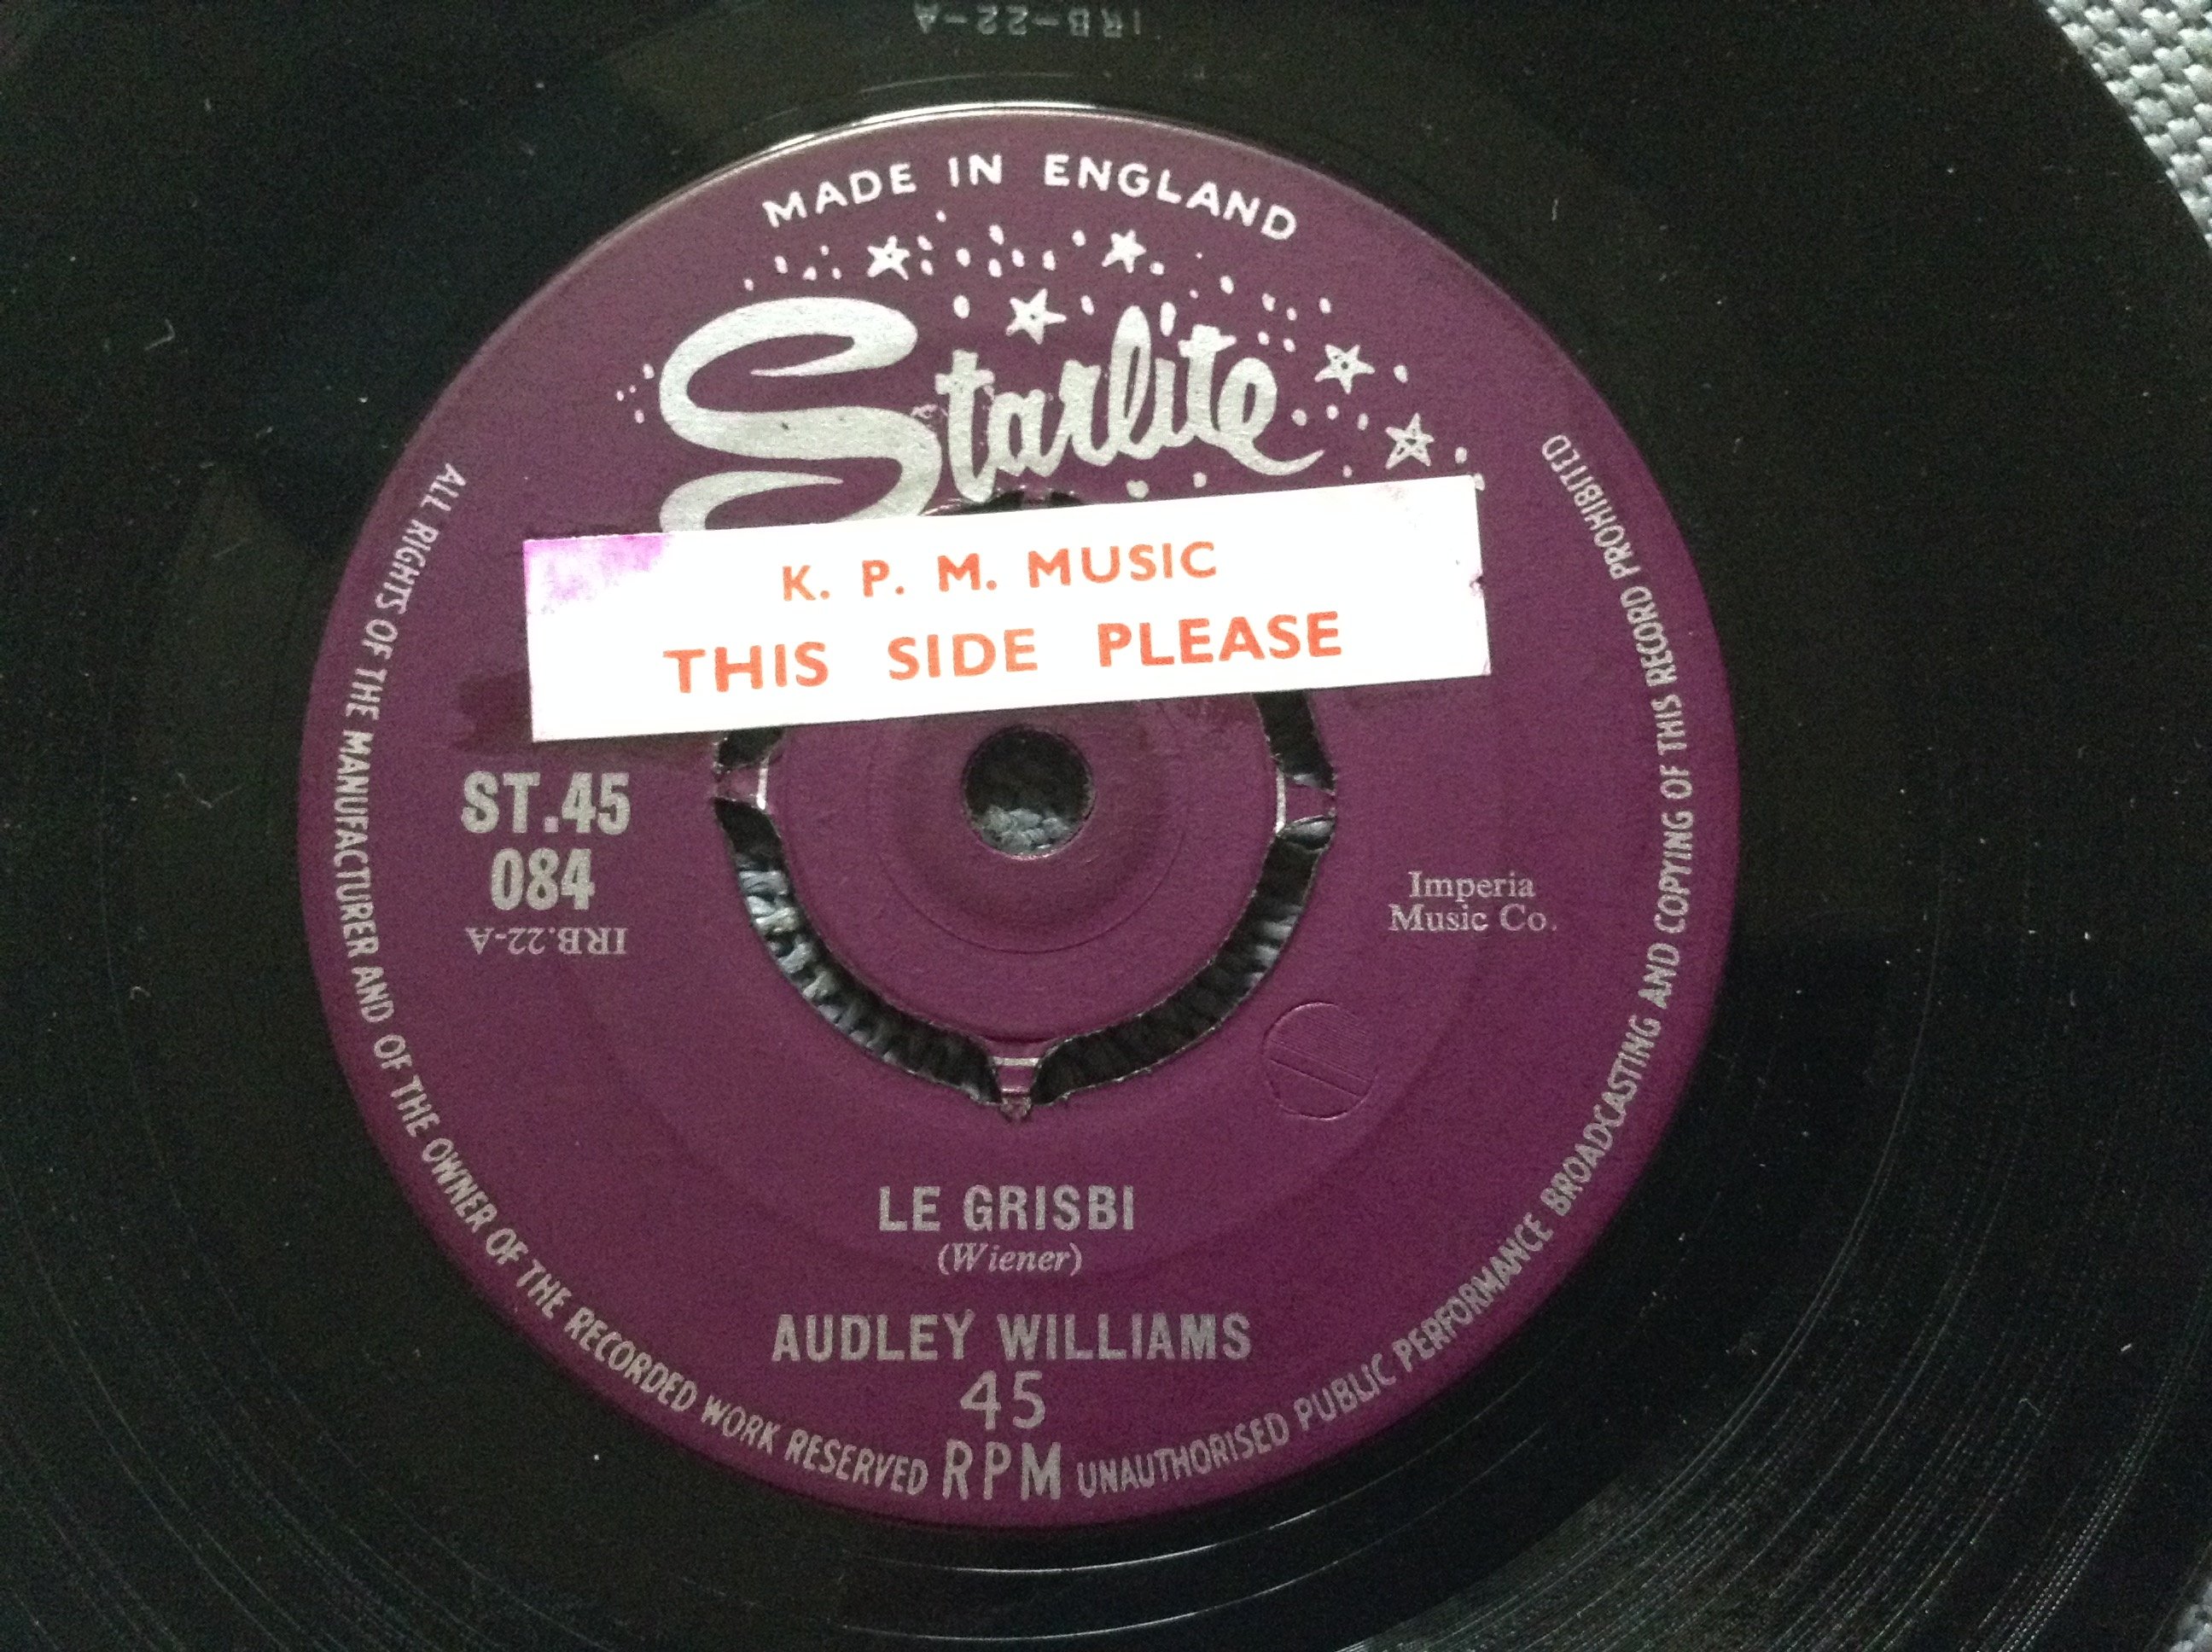 IRB-22-A
MADE IN ENGLAND
Starlite
K. P. M. MUSIC
THIS SIDE PLEASE
ST.45
084
IRB.22-A
Imperia
Music Co.
LE GRISBI
(Wiener)
AUDLEY WILLIAMS
45
RPM
ALL RIGHTS OF THE MANUFACTURER AND OF THE OWNER OF THE RECORDED WORK RESERVED
UNAUTHORISED PUBLIC PERFORMANCE BROADCASTING AND COPYING OF THIS RECORD PROHIBITED